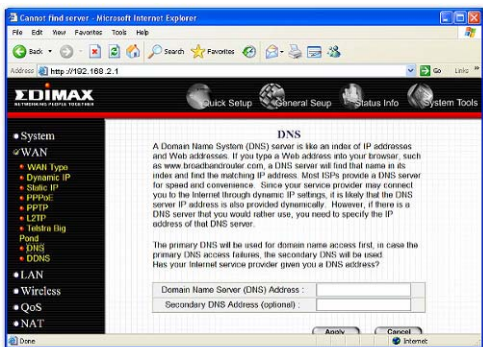 Cannot find server - Microsoft Internet Explorer
File Edit View Favorites Tools Help
Back Search Favorites
Address http://192.168.2.1 Go Links »
EDIMAX
NETWORKING PEOPLE TOGETHER
Quick Setup General Seup Status Info System Tools
System
WAN
WAN Type
Dynamic IP
Static IP
PPPoE
PPTP
L2TP
Telstra Big
Pond
DNS
DDNS
LAN
Wireless
QoS
NAT
DNS
A Domain Name System (DNS) server is like an index of IP addresses
and Web addresses. If you type a Web address into your browser, such
as www.broadbandrouter.com, a DNS server will find that name in its
index and find the matching IP address. Most ISPs provide a DNS server
for speed and convenience. Since your service provider may connect
you to the Internet through dynamic IP settings, it is likely that the DNS
server IP address is also provided dynamically. However, if there is a
DNS server that you would rather use, you need to specify the IP
address of that DNS server.
The primary DNS will be used for domain name access first, in case the
primary DNS access failures, the secondary DNS will be used.
Has your Internet service provider given you a DNS address?
Domain Name Server (DNS) Address :
Secondary DNS Address (optional) :
Apply Cancel
Done Internet